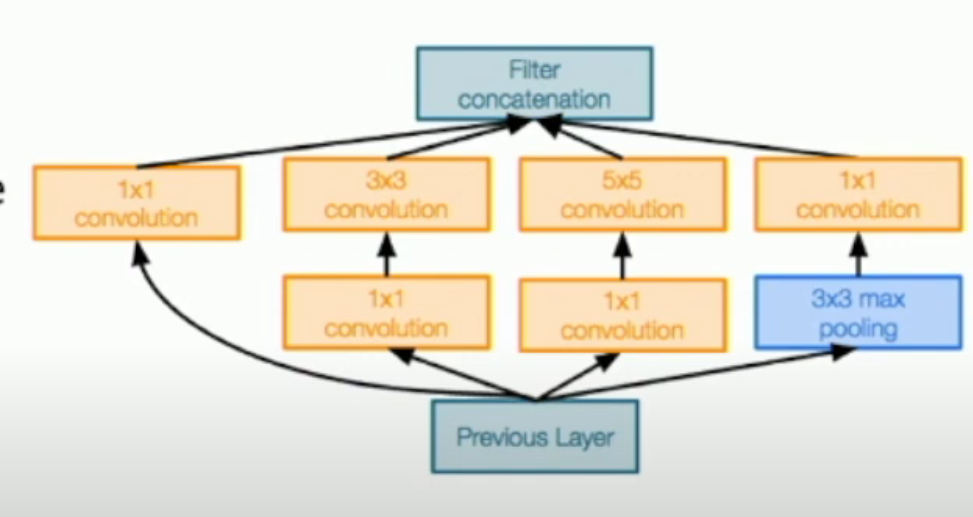 Filter
concatenation
1x1
convolution
3x3
convolution
5x5
convolution
1x1
convolution
1x1
convolution
1x1
convolution
3x3 max
pooling
Previous Layer